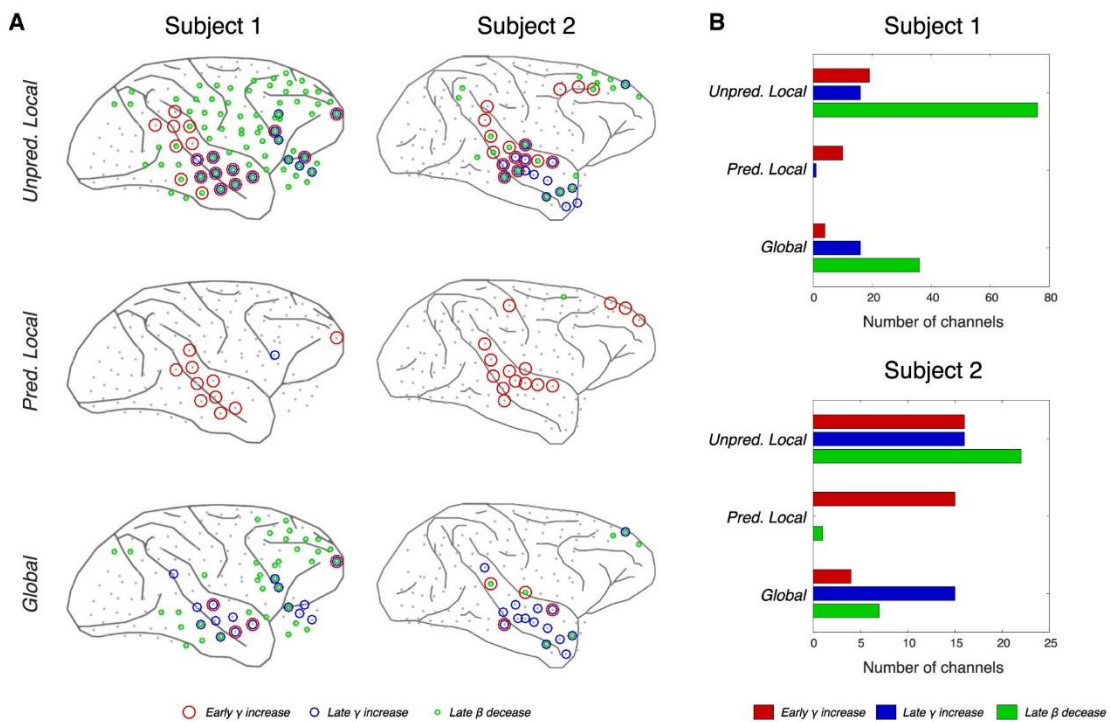 A
Subject 1
Subject 2
Unpred. Local
Pred. Local
Global
Early γ increase
Late γ increase
Late β decease
B
Subject 1
Unpred. Local
Pred. Local
Global
0 20 40 60 80
Number of channels
Subject 2
Unpred. Local
Pred. Local
Global
0 5 10 15 20 25
Number of channels
Early γ increase
Late γ increase
Late β decease